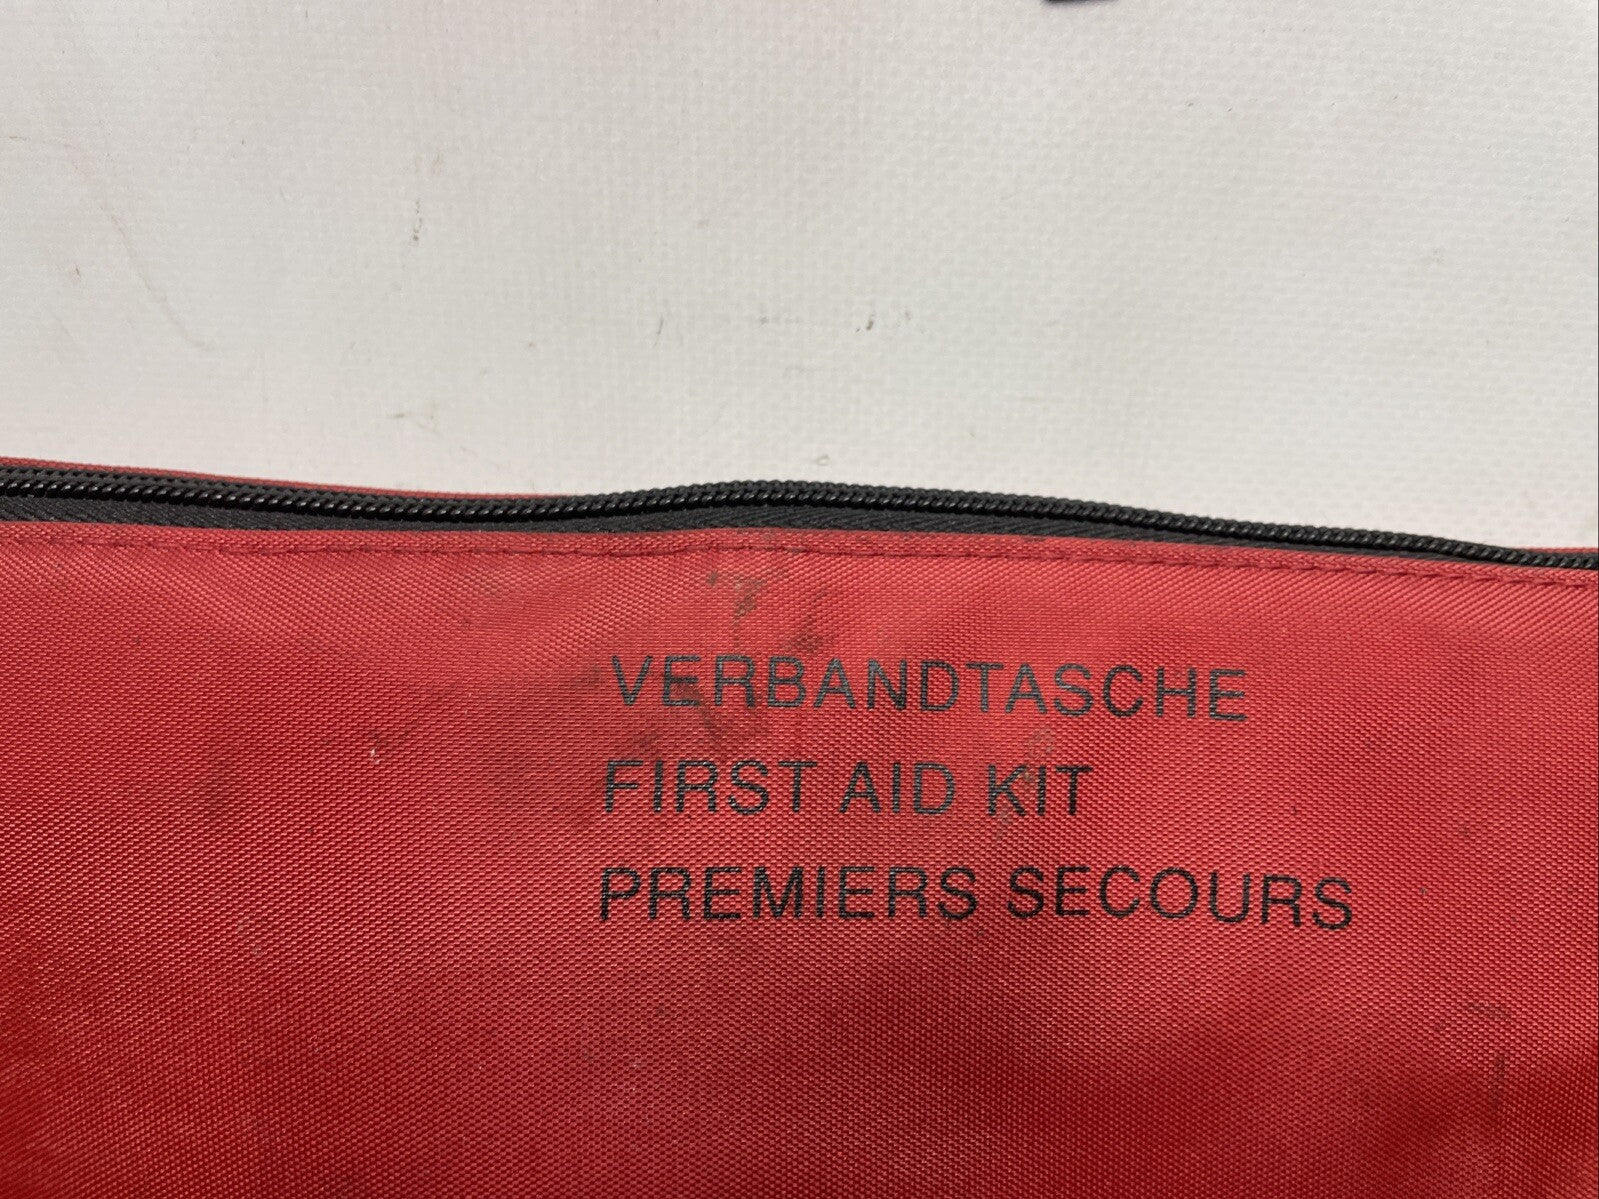 VERBANDTASCHE
FIRST AID KIT
PREMIERS SECOURS